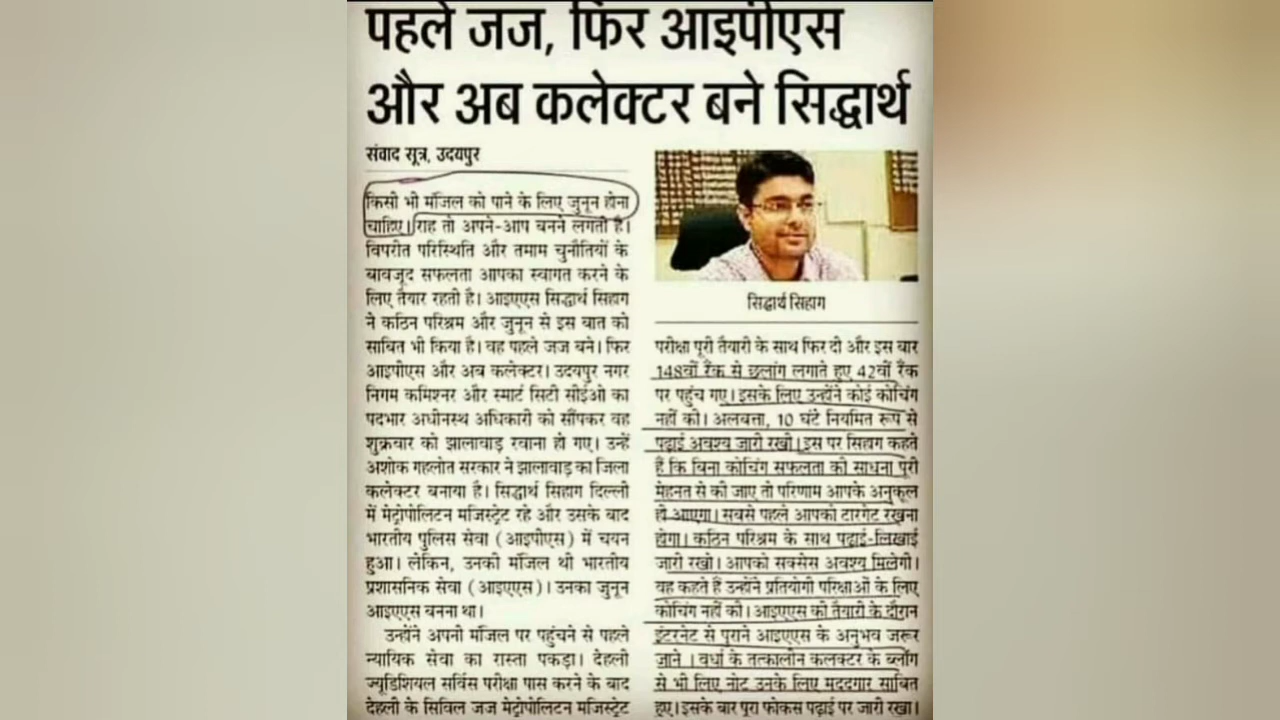 पहले जज, फिर आइपीएस
और अब कलेक्टर बने सिद्धार्थ
संवाद सूत्र, उदयपुर
किसी भी मंजिल को पाने के लिए जुनून होना
चाहिए। राह तो अपने-आप बनने लगती है।
विपरीत परिस्थिति और तमाम चुनौतियों के
बावजूद सफलता आपका स्वागत करने के
लिए तैयार रहती है। आइएएस सिद्धार्थ सिहाग
ने कठिन परिश्रम और जुनून से इस बात को
साबित भी किया है। वह पहले जज बने। फिर
आइपीएस और अब कलेक्टर। उदयपुर नगर
निगम कमिश्नर और स्मार्ट सिटी सीईओ का
पदभार अधीनस्थ अधिकारी को सौंपकर वह
शुक्रवार को झालावाड़ रवाना हो गए। उन्हें
अशोक गहलोत सरकार ने झालावाड़ का जिला
कलेक्टर बनाया है। सिद्धार्थ सिहाग दिल्ली
में मेट्रोपोलिटन मजिस्ट्रेट रहे और उसके बाद
भारतीय पुलिस सेवा (आइपीएस) में चयन
हुआ। लेकिन, उनकी मंजिल थी भारतीय
प्रशासनिक सेवा (आइएएस)। उनका जुनून
आइएएस बनना था।
उन्होंने अपनी मंजिल पर पहुंचने से पहले
न्यायिक सेवा का रास्ता पकड़ा। देहली
ज्यूडिशियल सर्विस परीक्षा पास करने के बाद
देहली के सिविल जज मेट्रोपोलिटन मजिस्ट्रेट
सिद्धार्थ सिहाग
परीक्षा पूरी तैयारी के साथ फिर दी और इस बार
148वीं रैंक से छलांग लगाते हुए 42वीं रैंक
पर पहुंच गए। इसके लिए उन्होंने कोई कोचिंग
नहीं की। अलबत्ता, 10 घंटे नियमित रूप से
पढ़ाई अवश्य जारी रखी। इस पर सिहाग कहते
हैं कि बिना कोचिंग सफलता की साधना पूरी
मेहनत से की जाए तो परिणाम आपके अनुकूल
ही आएगा। सबसे पहले आपको टारगेट रखना
होगा। कठिन परिश्रम के साथ पढ़ाई-लिखाई
जारी रखो। आपको सक्सेस अवश्य मिलेगी।
वह कहते हैं उन्होंने प्रतियोगी परिक्षाओं के लिए
कोचिंग नहीं की। आइएएस की तैयारी के दौरान
इंटरनेट से पुराने आइएएस के अनुभव जरूर
जाने । वर्धा के तत्कालीन कलक्टर के ब्लॉग
से भी लिए नोट उनके लिए मददगार साबित
हुए। इसके बार पूरा फोकस पढ़ाई पर जारी रखा।